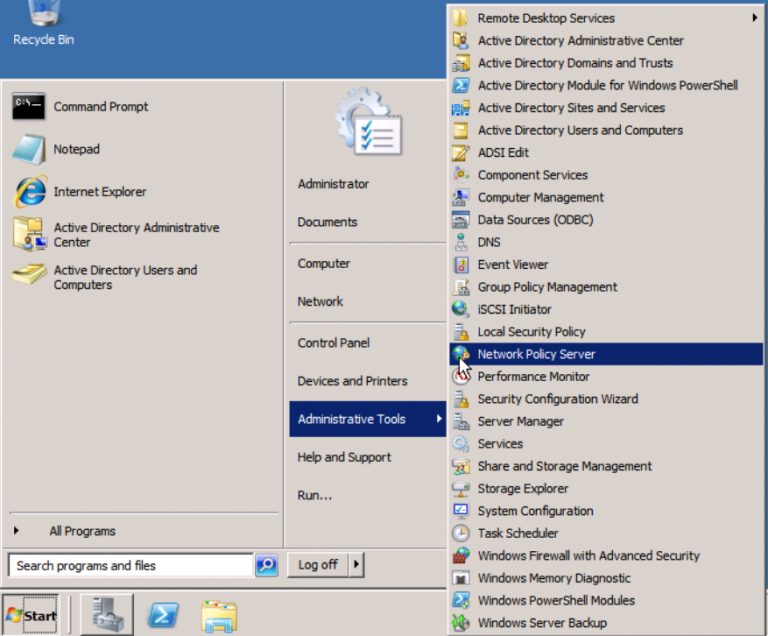 Recycle Bin
Command Prompt
Notepad
Internet Explorer
Active Directory Administrative
Center
Active Directory Users and
Computers
All Programs
Search programs and files
Administrator
Documents
Computer
Network
Control Panel
Devices and Printers
Administrative Tools
Help and Support
Run...
Log off
Remote Desktop Services
Active Directory Administrative Center
Active Directory Domains and Trusts
Active Directory Module for Windows PowerShell
Active Directory Sites and Services
Active Directory Users and Computers
ADSI Edit
Component Services
Computer Management
Data Sources (ODBC)
DNS
Event Viewer
Group Policy Management
iSCSI Initiator
Local Security Policy
Network Policy Server
Performance Monitor
Security Configuration Wizard
Server Manager
Services
Share and Storage Management
Storage Explorer
System Configuration
Task Scheduler
Windows Firewall with Advanced Security
Windows Memory Diagnostic
Windows PowerShell Modules
Windows Server Backup
Start